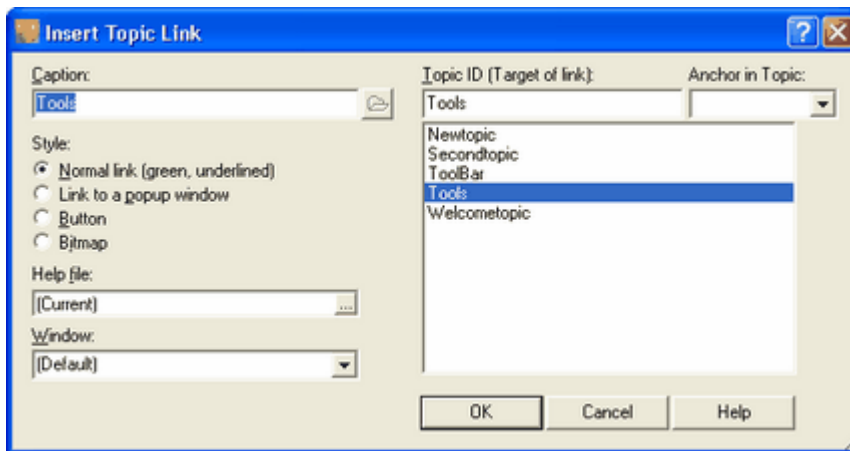 Insert Topic Link
Caption:
Tools
Style:
Normal link (green, underlined)
Link to a popup window
Button
Bitmap
Help file:
(Current)
...
Window:
(Default)
Topic ID (Target of link):
Anchor in Topic:
Tools
Newtopic
Secondtopic
ToolBar
Tools
Welcometopic
OK
Cancel
Help